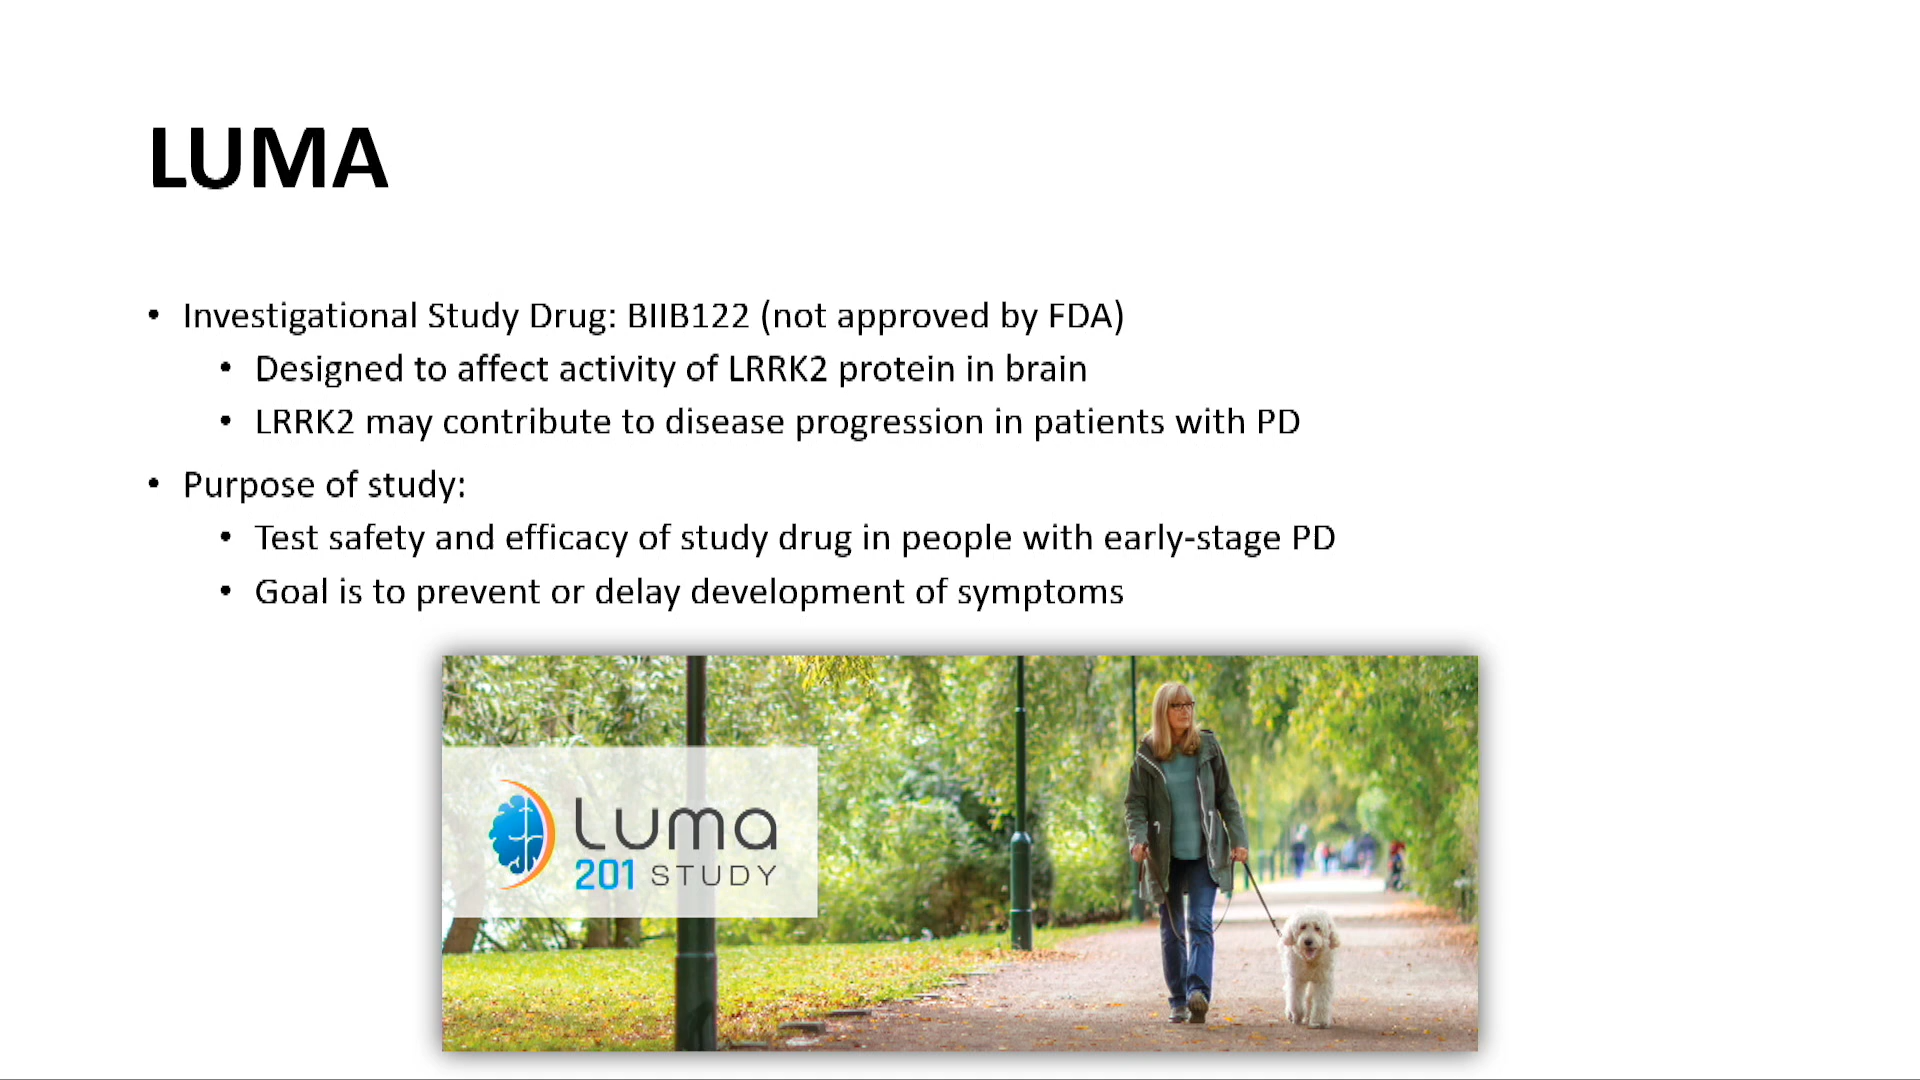 LUMA
• Investigational Study Drug: BIIB122 (not approved by FDA)
• Designed to affect activity of LRRK2 protein in brain
• LRRK2 may contribute to disease progression in patients with PD
• Purpose of study:
• Test safety and efficacy of study drug in people with early-stage PD
• Goal is to prevent or delay development of symptoms
Luma
201 STUDY